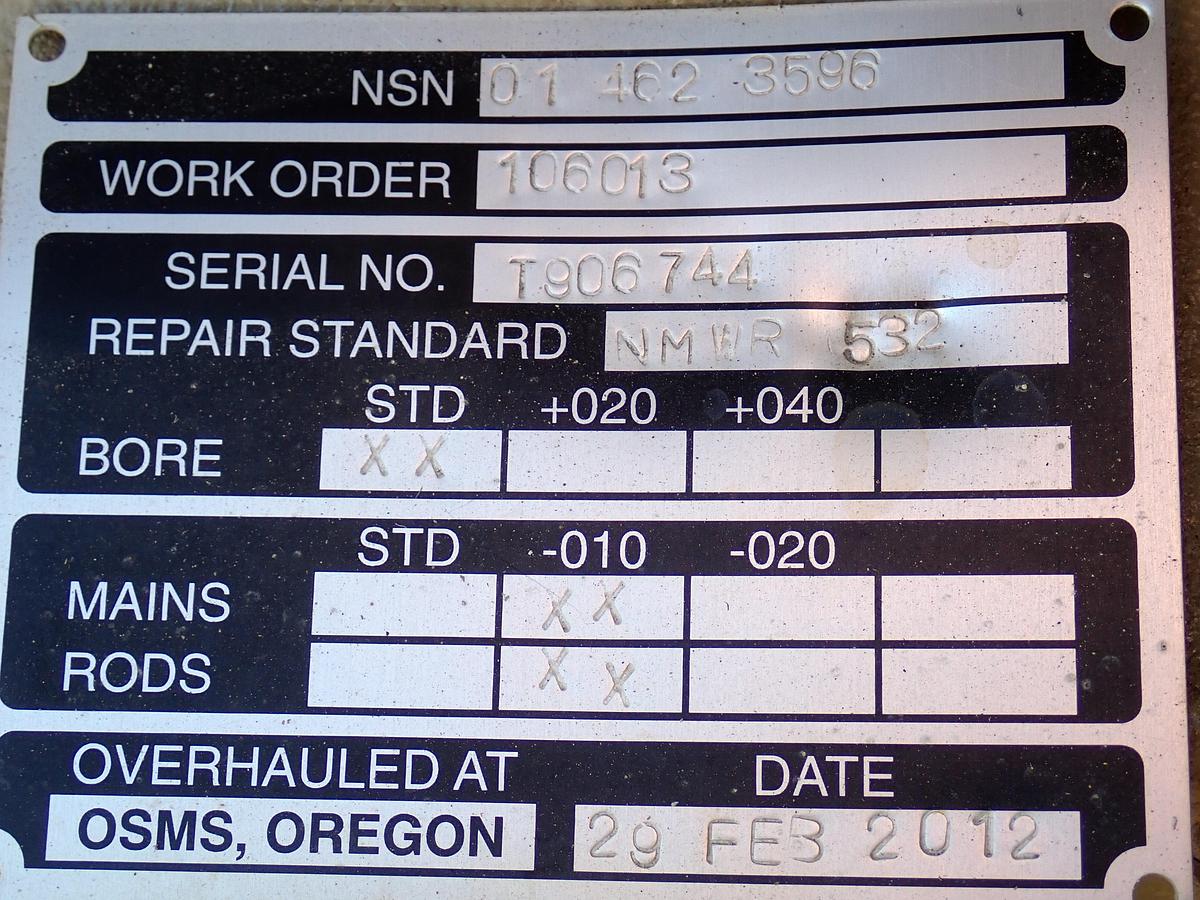 NSN 01 462 3596
WORK ORDER 106013
SERIAL NO. T906744
REPAIR STANDARD NMWR 532
STD +020 +040
BORE XX
STD -010 -020
MAINS XX
RODS XX
OVERHAULED AT DATE
OSMS, OREGON 29 FEB 2012